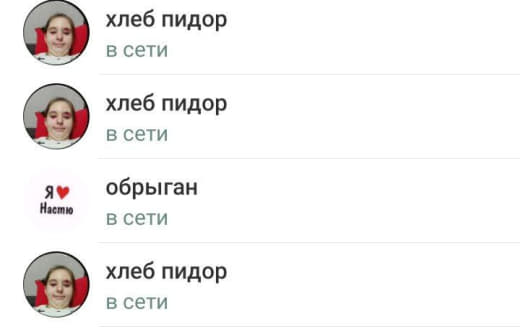 хлеб пидор
в сети
хлеб пидор
в сети
Я❤
Настю
обрыган
в сети
хлеб пидор
в сети